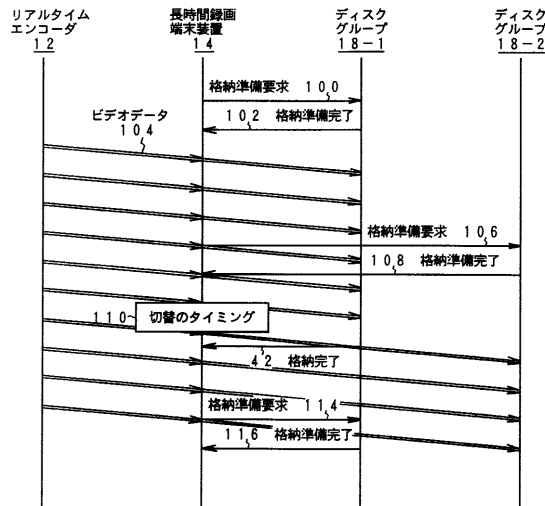 リアルタイム
エンコーダ
12
長時間録画
端末装置
14
ディスク
グループ
18-1
ディスク
グループ
18-2
格納準備要求 100
102 格納準備完了
ビデオデータ
104
格納準備要求 106
108 格納準備完了
110 切替のタイミング
42 格納完了
格納準備要求 114
116 格納準備完了